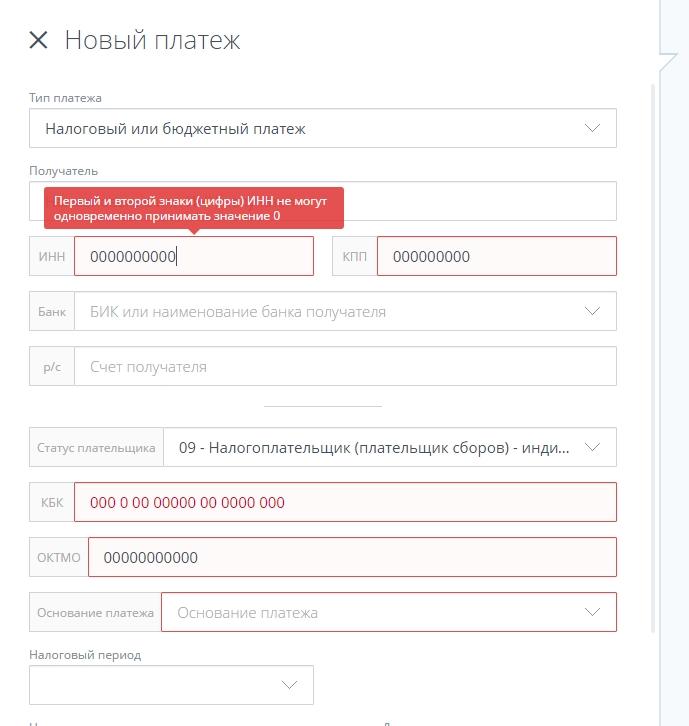 Новый платеж
Тип платежа
Налоговый или бюджетный платеж
Получатель
Первый и второй знаки (цифры) ИНН не могут
одновременно принимать значение 0
ИНН 0000000000 КПП 000000000
Банк БИК или наименование банка получателя
р/с Счет получателя
Статус плательщика 09 - Налогоплательщик (плательщик сборов) - инди...
КБК 000 0 00 00000 00 0000 000
ОКТМО 00000000000
Основание платежа Основание платежа
Налоговый период